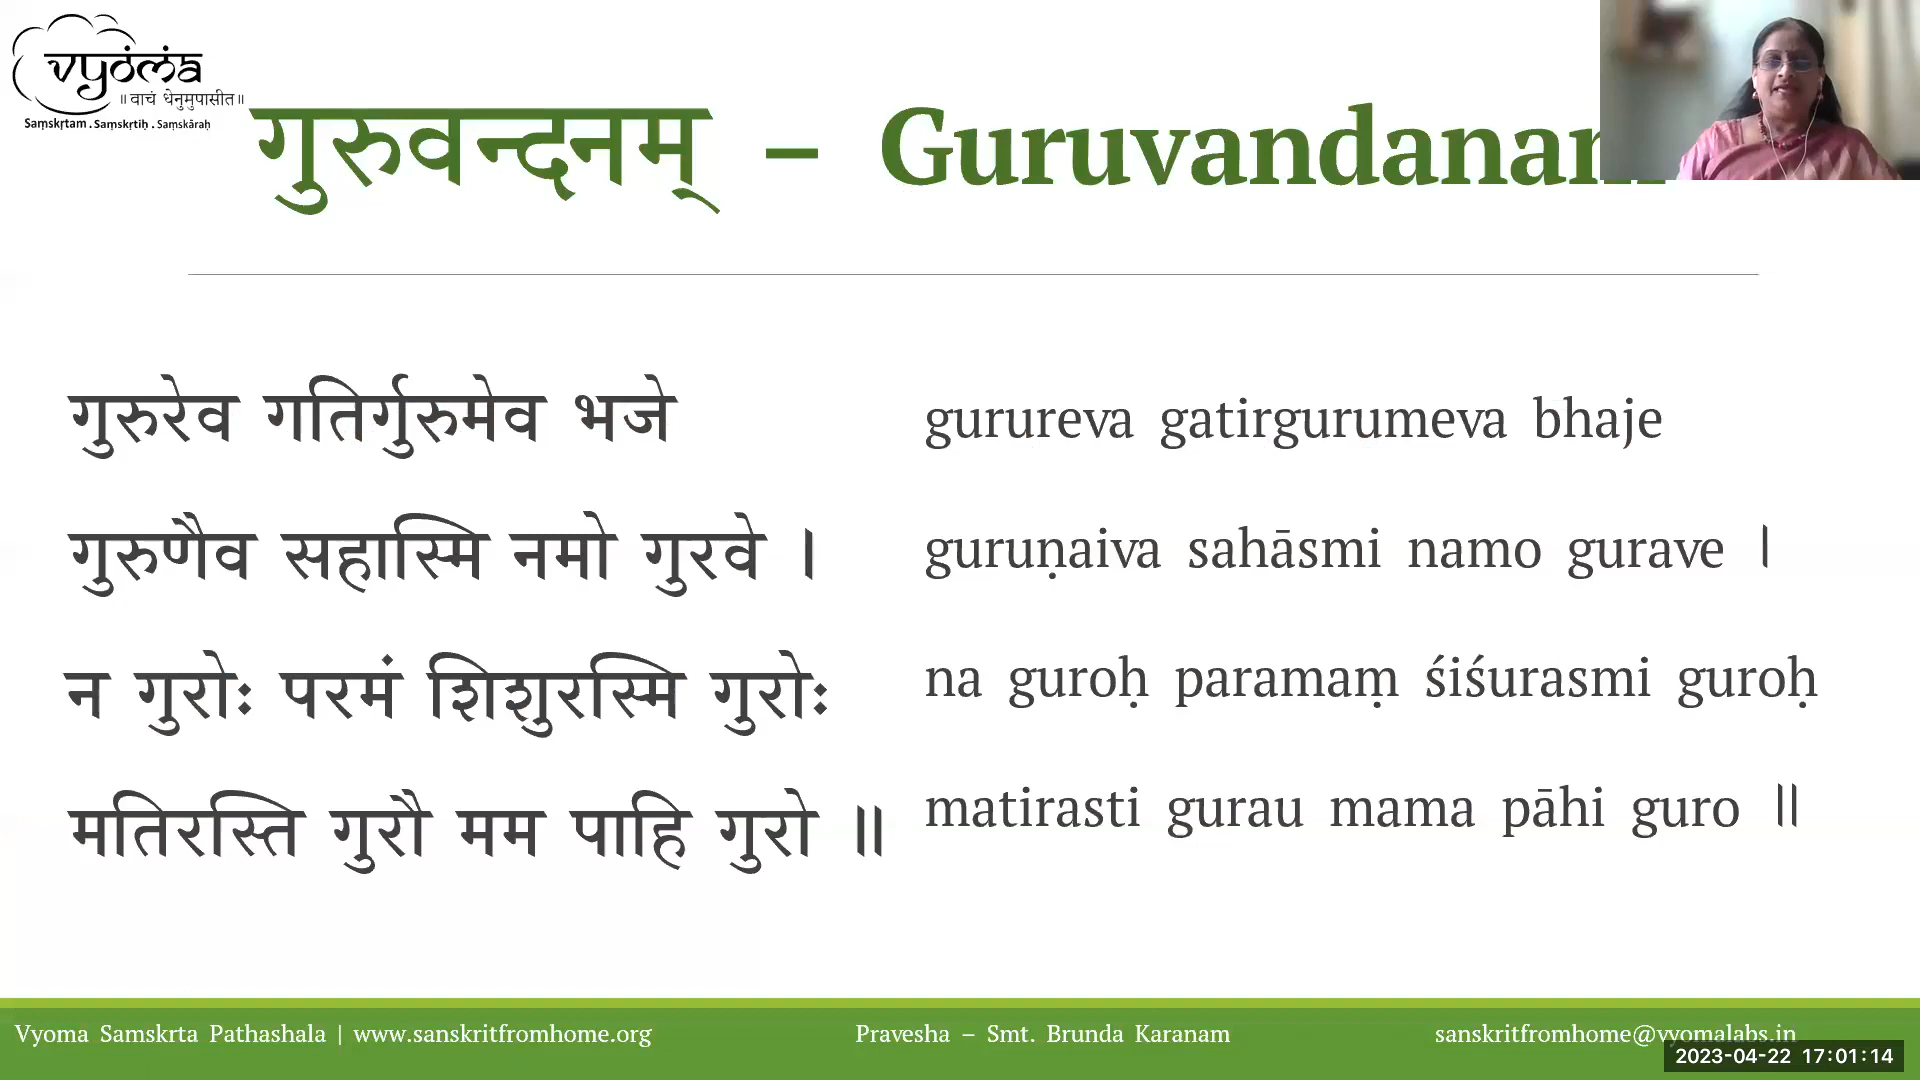 vyoma
॥ वाचं धेनुमुपासीत॥
Saṃskṛtam . Saṃskṛtiḥ . Saṃskāraḥ
गुरुवन्दनम् – Guruvandanam
गुरुरेव गतिर्गुरुमेव भजे
गुरुणैव सहास्मि नमो गुरवे ।
न गुरोः परमं शिशुरस्मि गुरोः
मतिरस्ति गुरौ मम पाहि गुरो ॥
gurureva gatirgurumeva bhaje
guruṇaiva sahāsmi namo gurave ।
na guroḥ paramaṃ śiśurasmi guroḥ
matirasti gurau mama pāhi guro ॥
Vyoma Samskrta Pathashala | www.sanskritfromhome.org
Pravesha – Smt. Brunda Karanam
sanskritfromhome@vyomalabs.in
2023-04-22 17:01:14